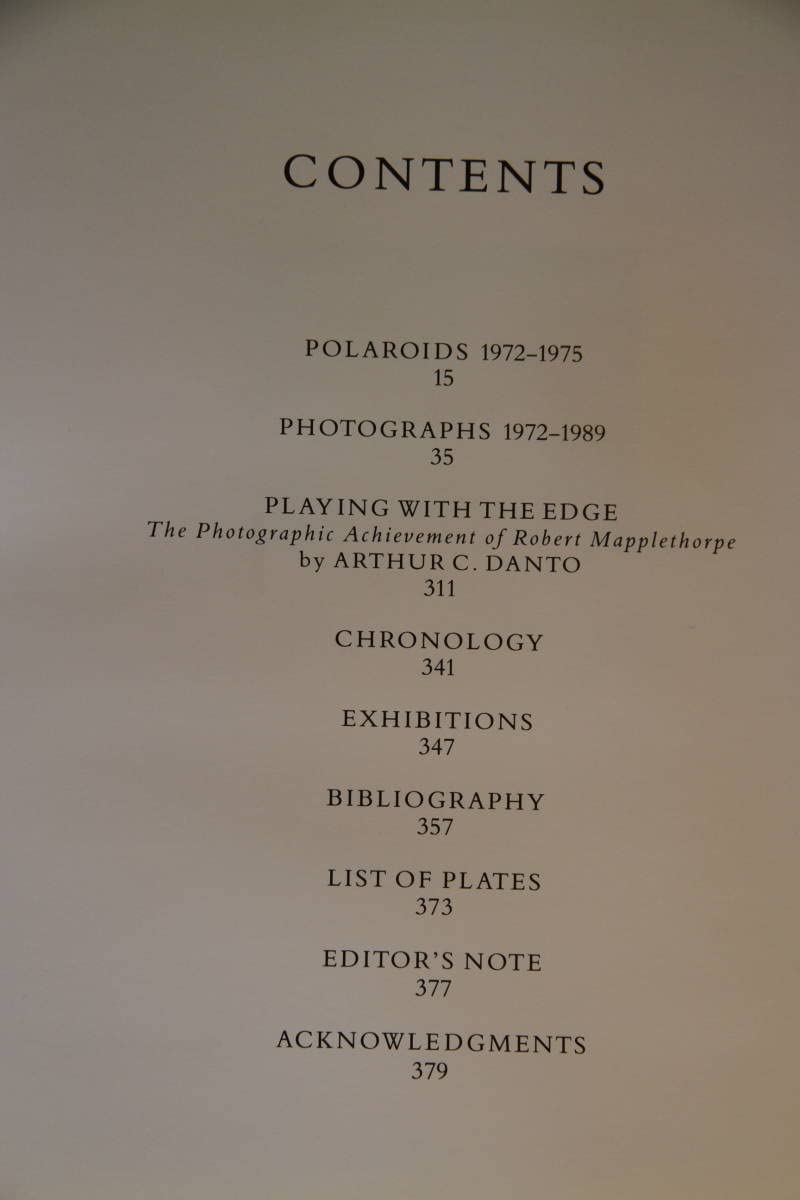 CONTENTS
POLAROIDS 1972–1975
15
PHOTOGRAPHS 1972–1989
35
PLAYING WITH THE EDGE
The Photographic Achievement of Robert Mapplethorpe
by ARTHUR C. DANTO
311
CHRONOLOGY
341
EXHIBITIONS
347
BIBLIOGRAPHY
357
LIST OF PLATES
373
EDITOR'S NOTE
377
ACKNOWLEDGMENTS
379